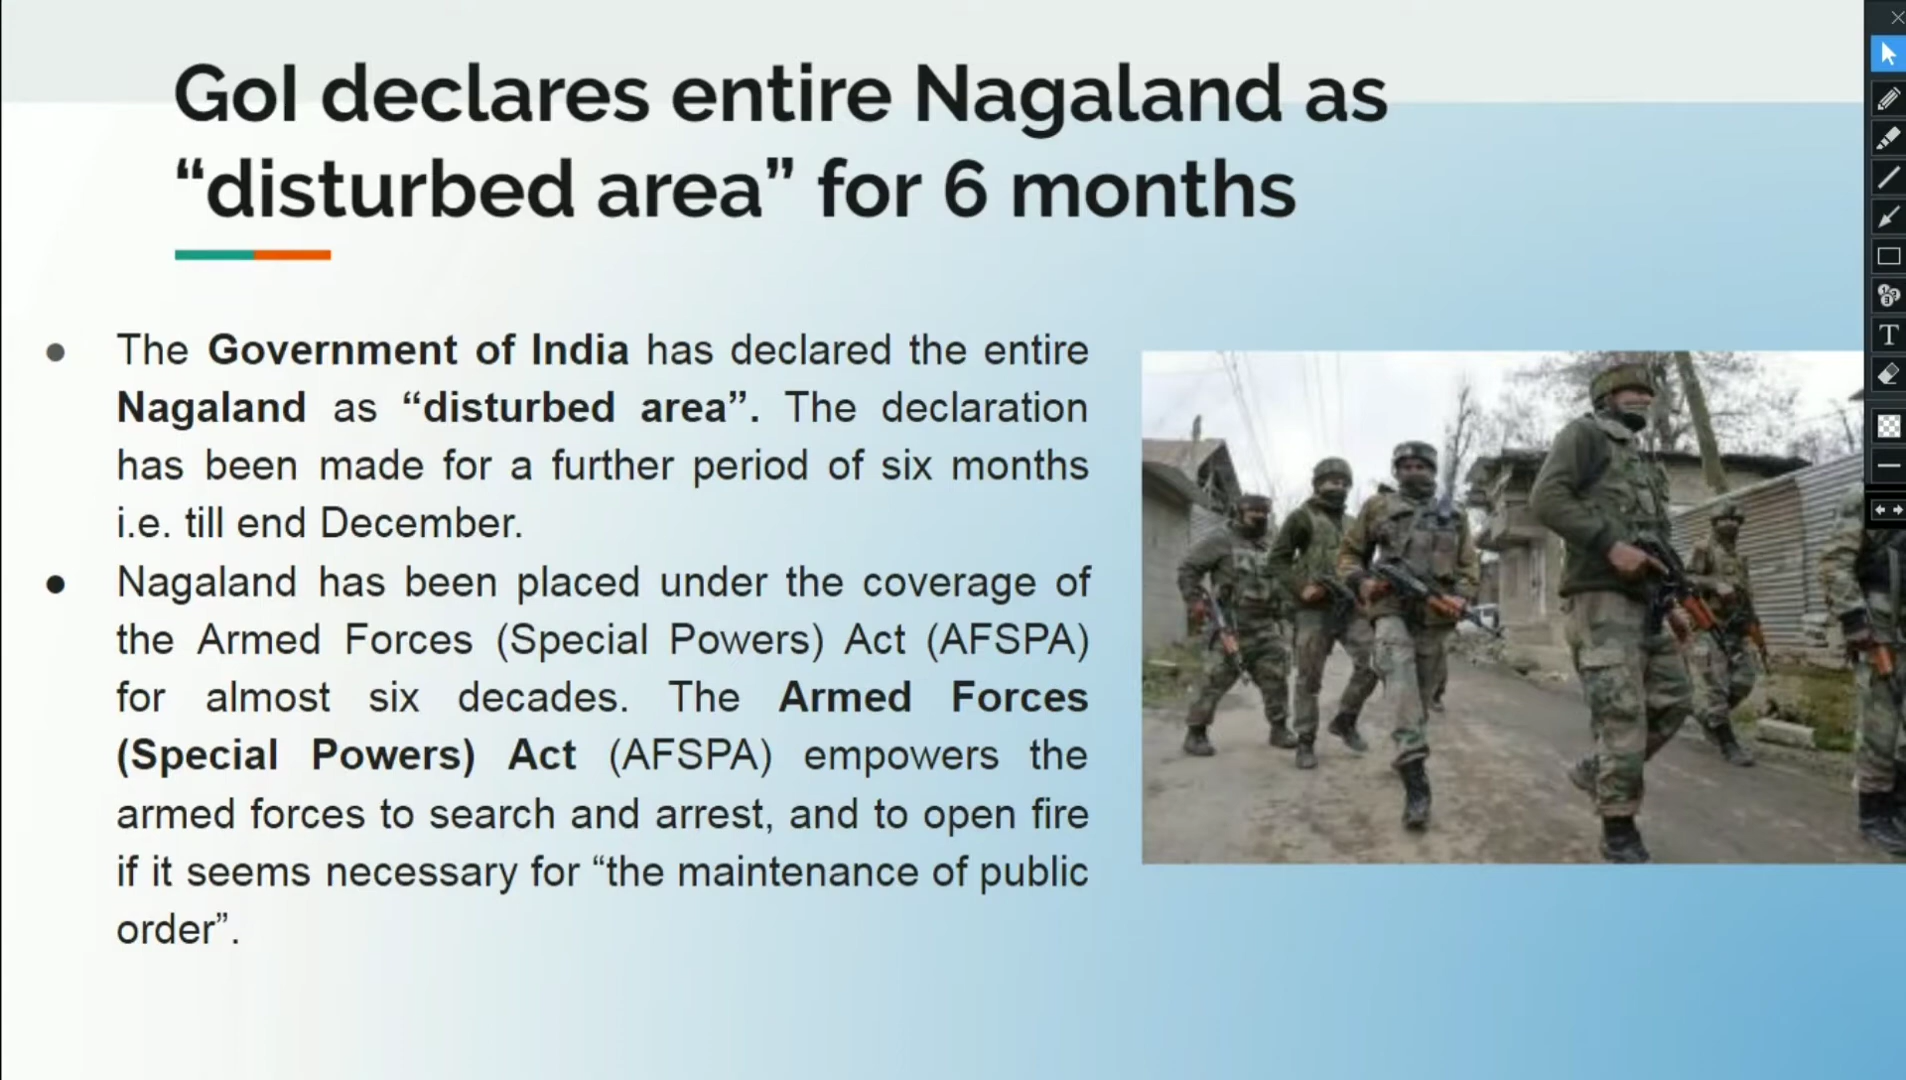 GoI declares entire Nagaland as
“disturbed area” for 6 months
● The Government of India has declared the entire
Nagaland as “disturbed area”. The declaration
has been made for a further period of six months
i.e. till end December.
● Nagaland has been placed under the coverage of
the Armed Forces (Special Powers) Act (AFSPA)
for almost six decades. The Armed Forces
(Special Powers) Act (AFSPA) empowers the
armed forces to search and arrest, and to open fire
if it seems necessary for “the maintenance of public
order”.
T